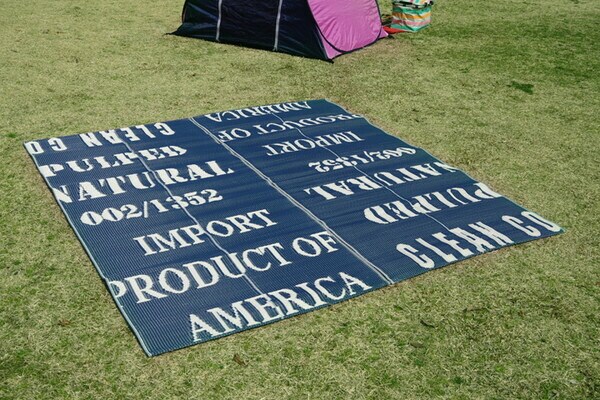 CLEAN CO
PULPED
NATURAL
002/1352
IMPORT
PRODUCT OF
AMERICA
CLEAN CO
PULPED
NATURAL
002/1352
IMPORT
PRODUCT OF
AMERICA